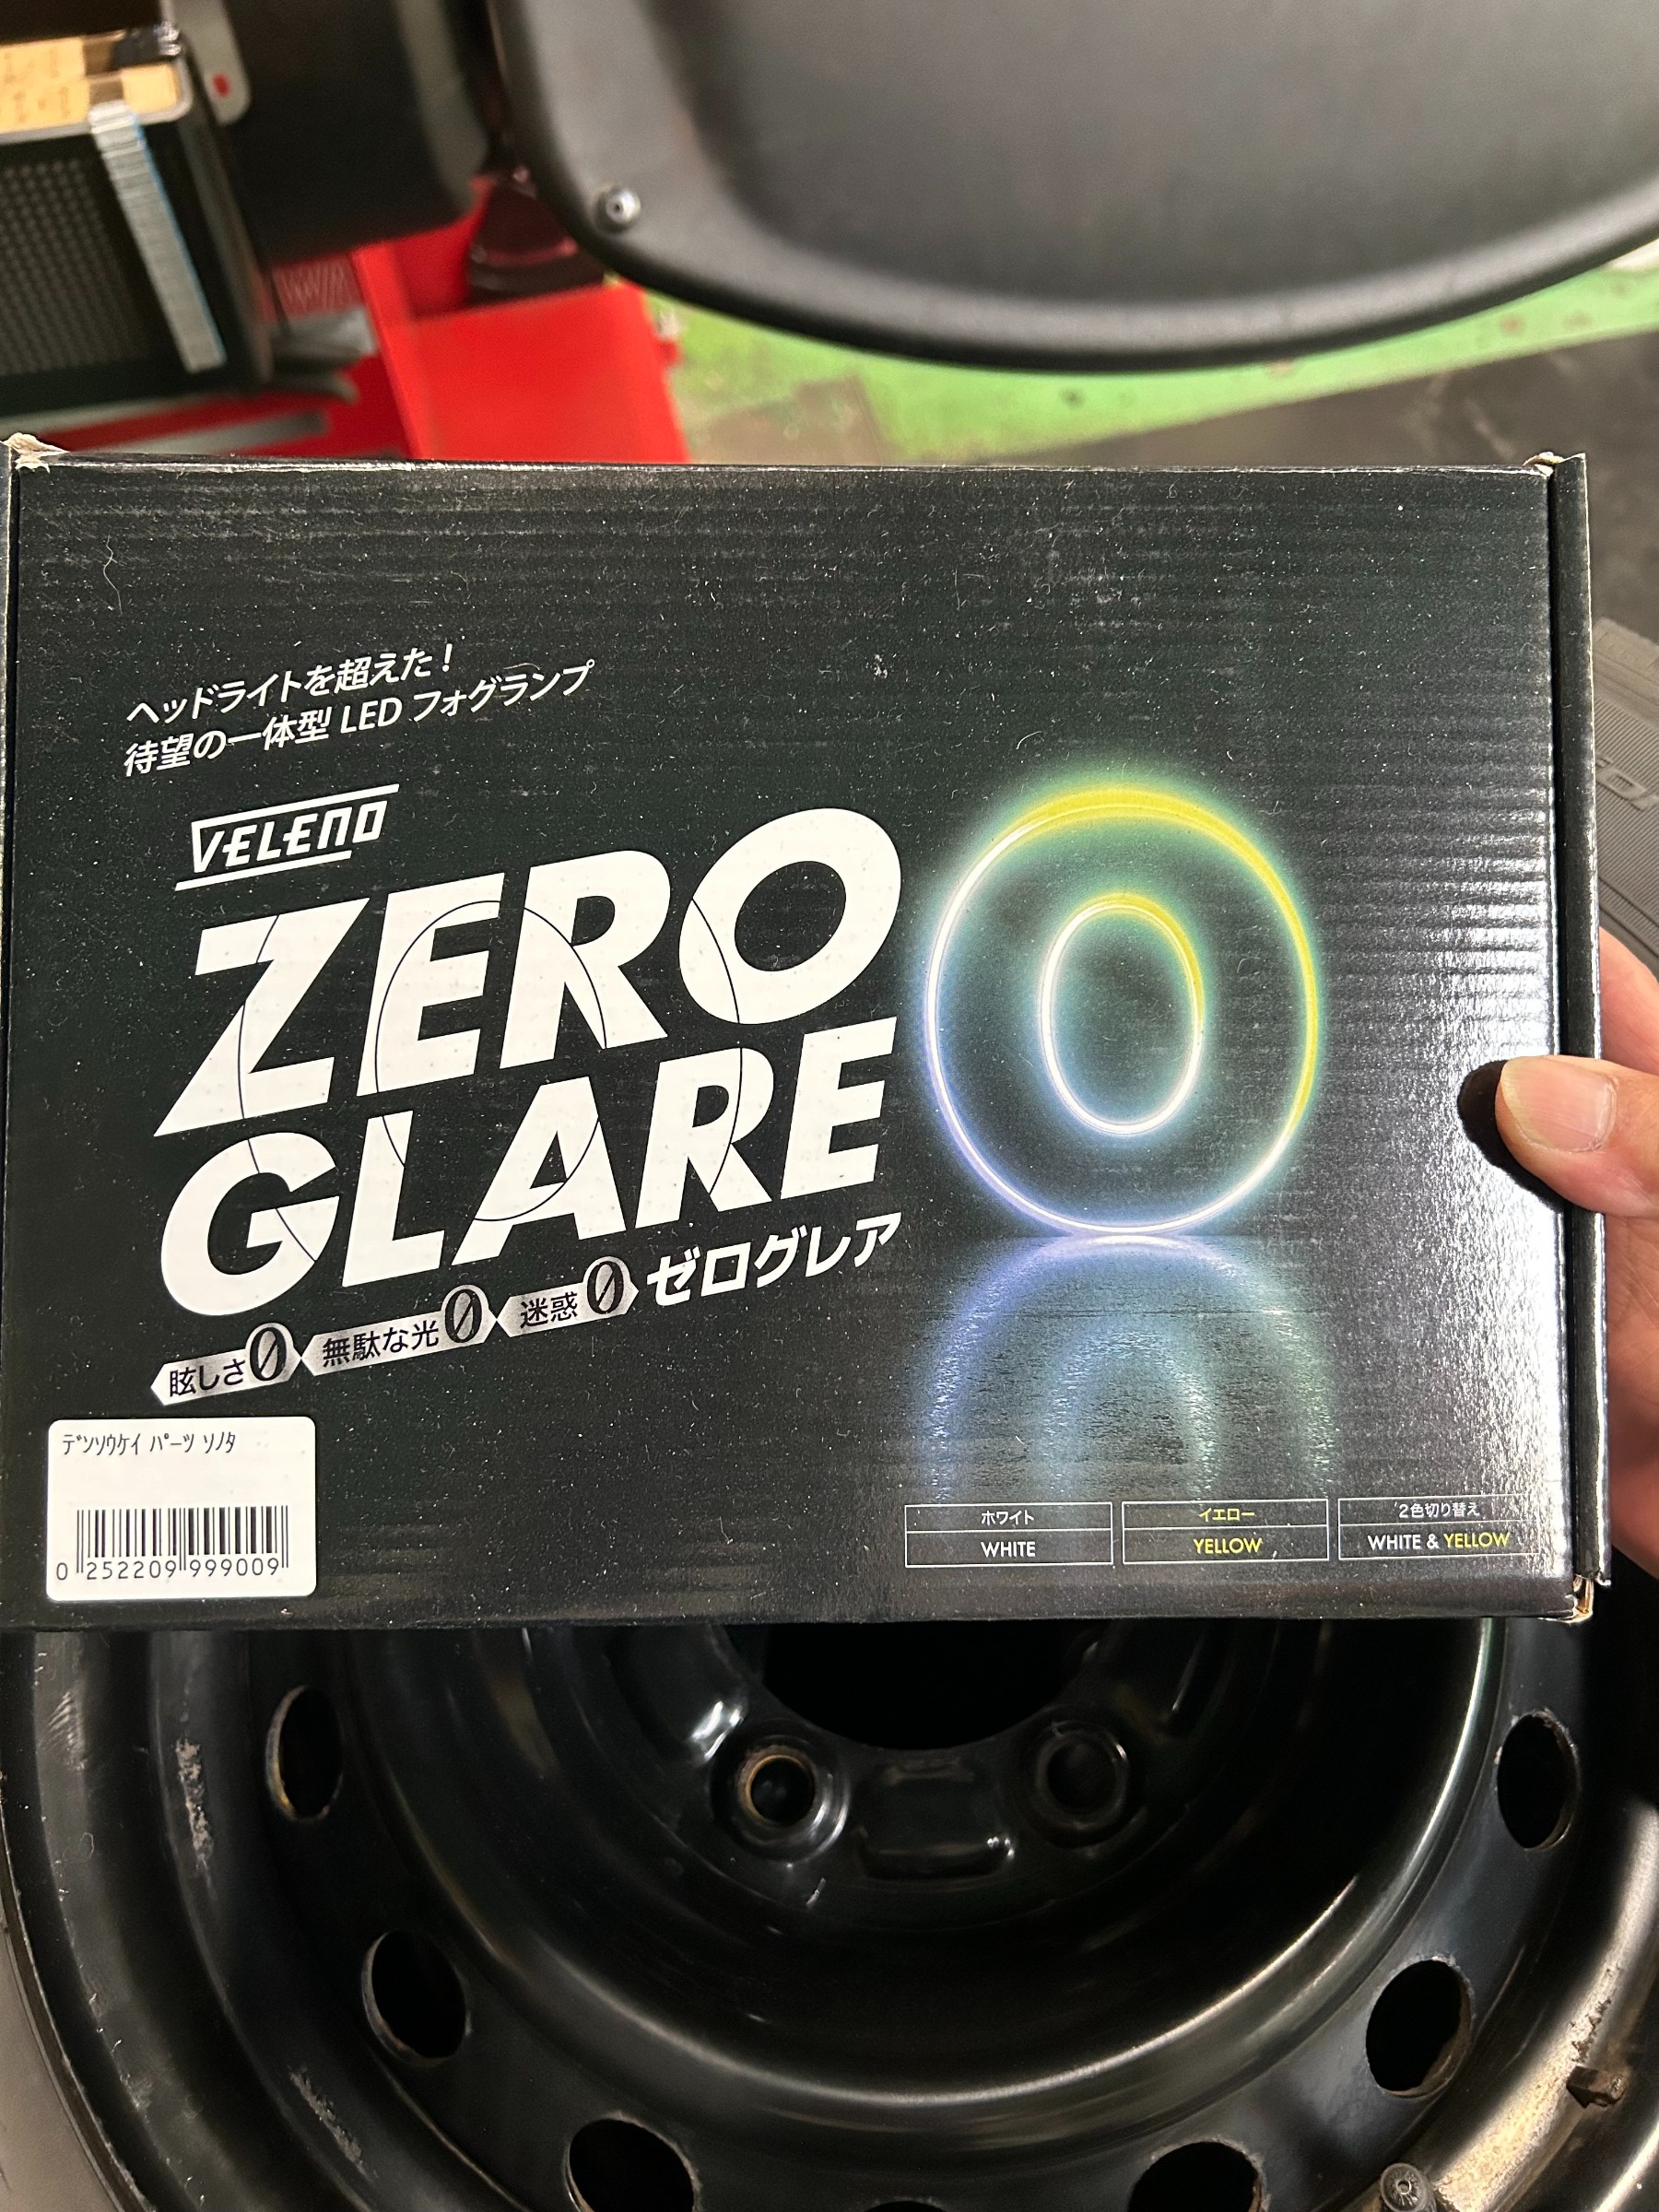 ヘッドライトを超えた!
待望の一体型 LED フォグランプ
VELENO
ZERO
GLARE
ゼログレア
眩しさ0 無駄な光0 迷惑0
0
デンソウケイ パーツ ソノタ
0 252209 999009
ホワイト
WHITE
イエロー
YELLOW
2色切り替え
WHITE & YELLOW